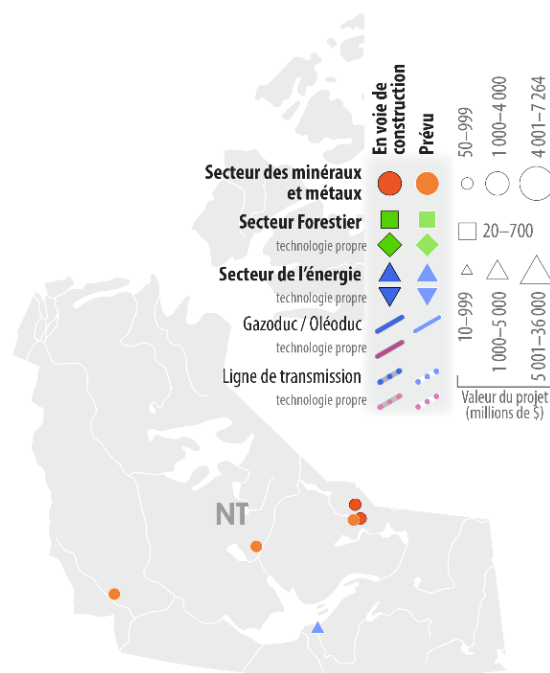 En voie de
construction
Prévu
50–999
1 000–4 000
4 001–7 264
Secteur des minéraux
et métaux
Secteur Forestier
technologie propre
20–700
Secteur de l'énergie
technologie propre
Gazoduc / Oléoduc
technologie propre
Ligne de transmission
technologie propre
10–999
1 000–5 000
5 001–36 000
Valeur du projet
(millions de $)
NT